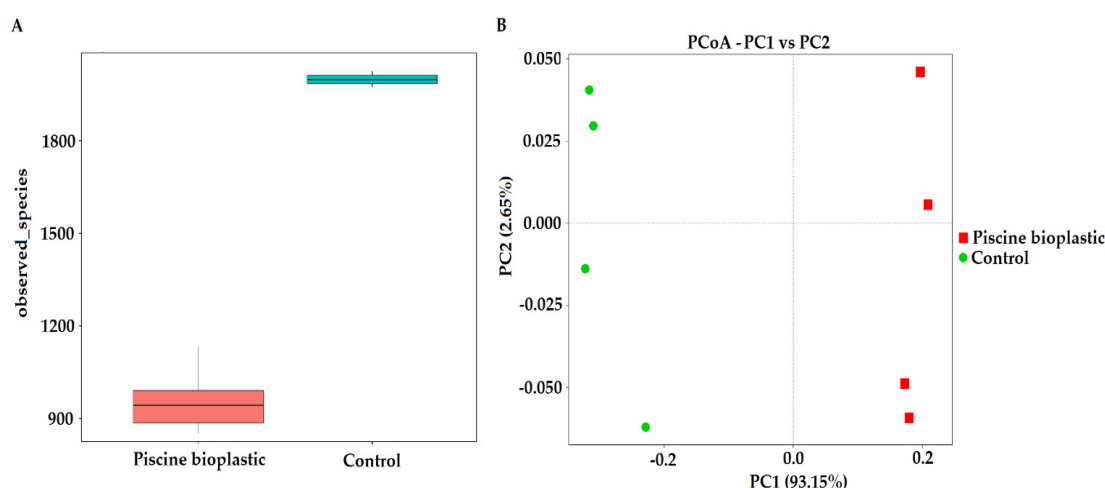 A
observed_species
1800
1500
1200
900
Piscine bioplastic
Control
B
PCoA - PC1 vs PC2
PC2 (2.65%)
0.050
0.025
0.000
-0.025
-0.050
-0.2
0.0
0.2
PC1 (93.15%)
Piscine bioplastic
Control